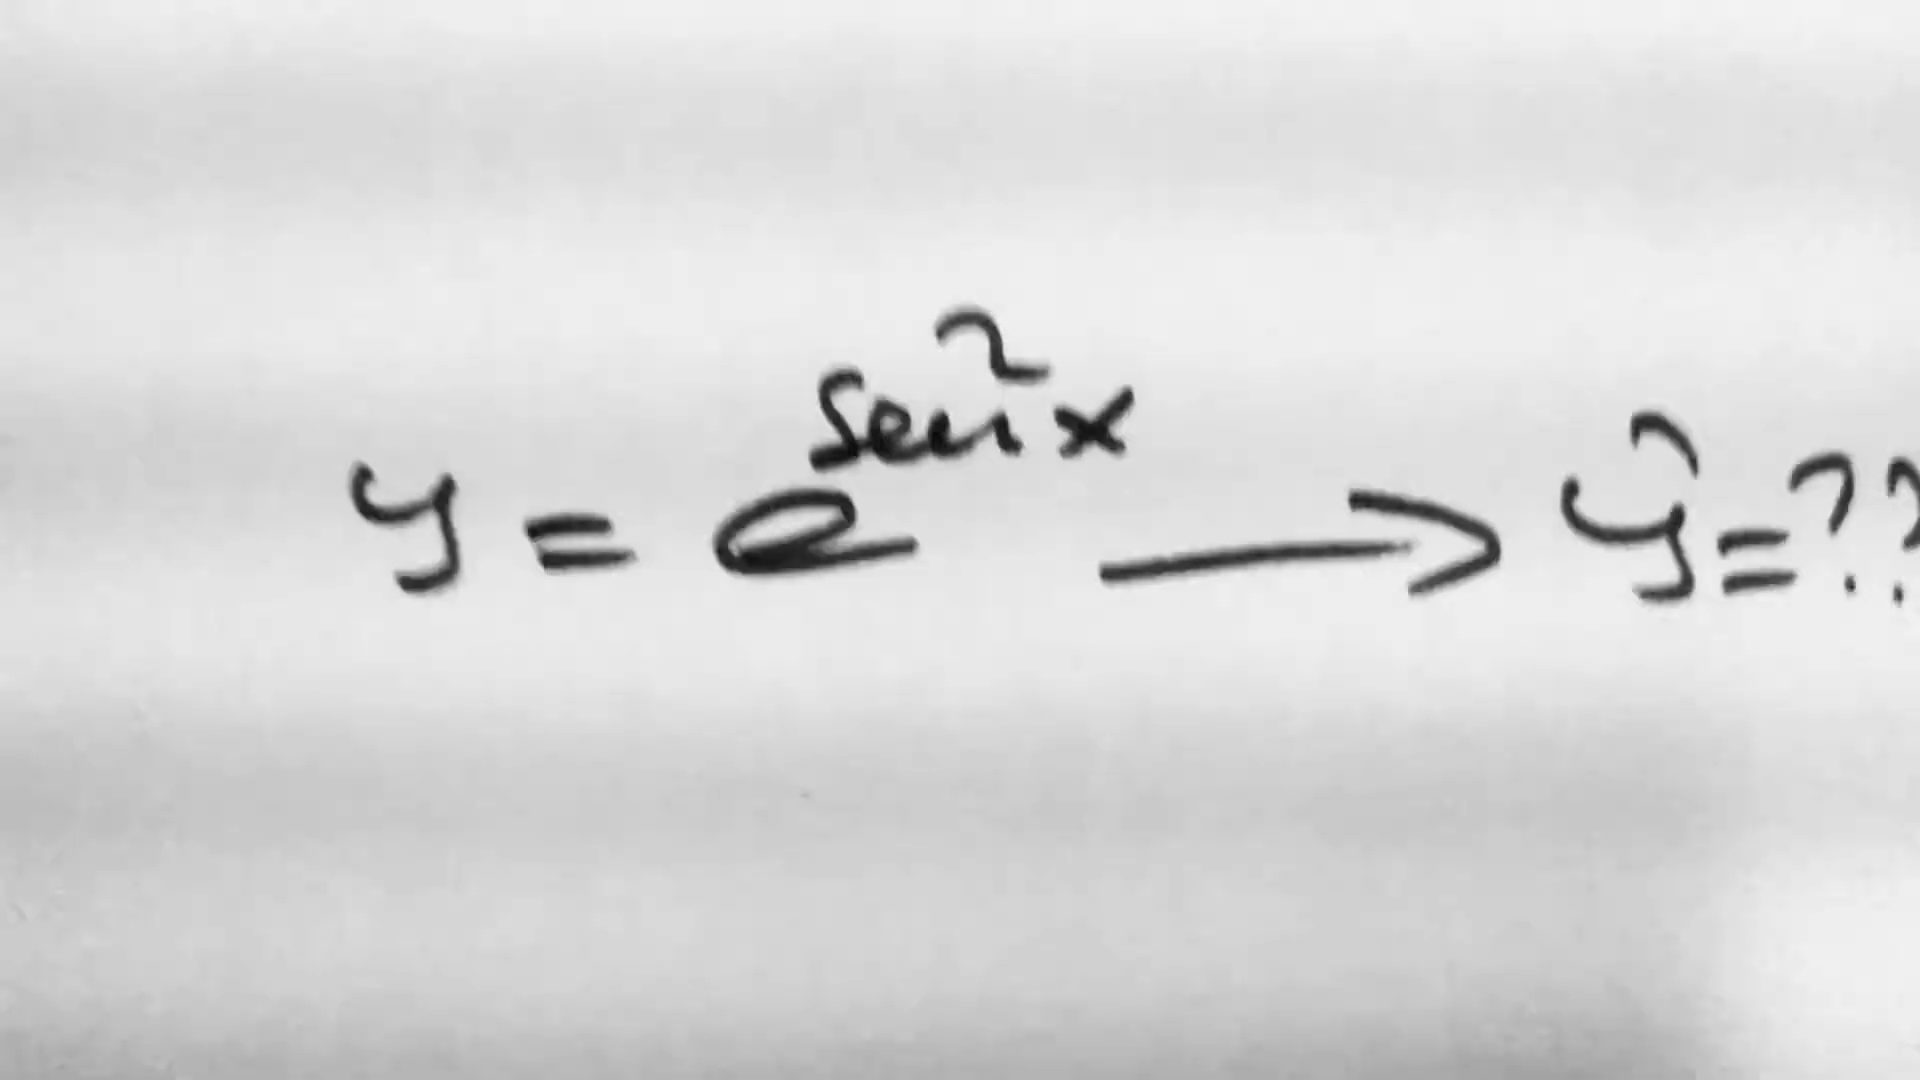 y = e^sen²x → ý = ??